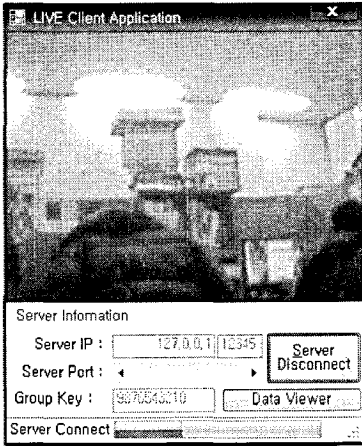 LIVE Client Application
Server Infomation
Server IP : 127,0,0,1 12345
Server Disconnect
Server Port :
Group Key : 9876543210
Data Viewer
Server Connect